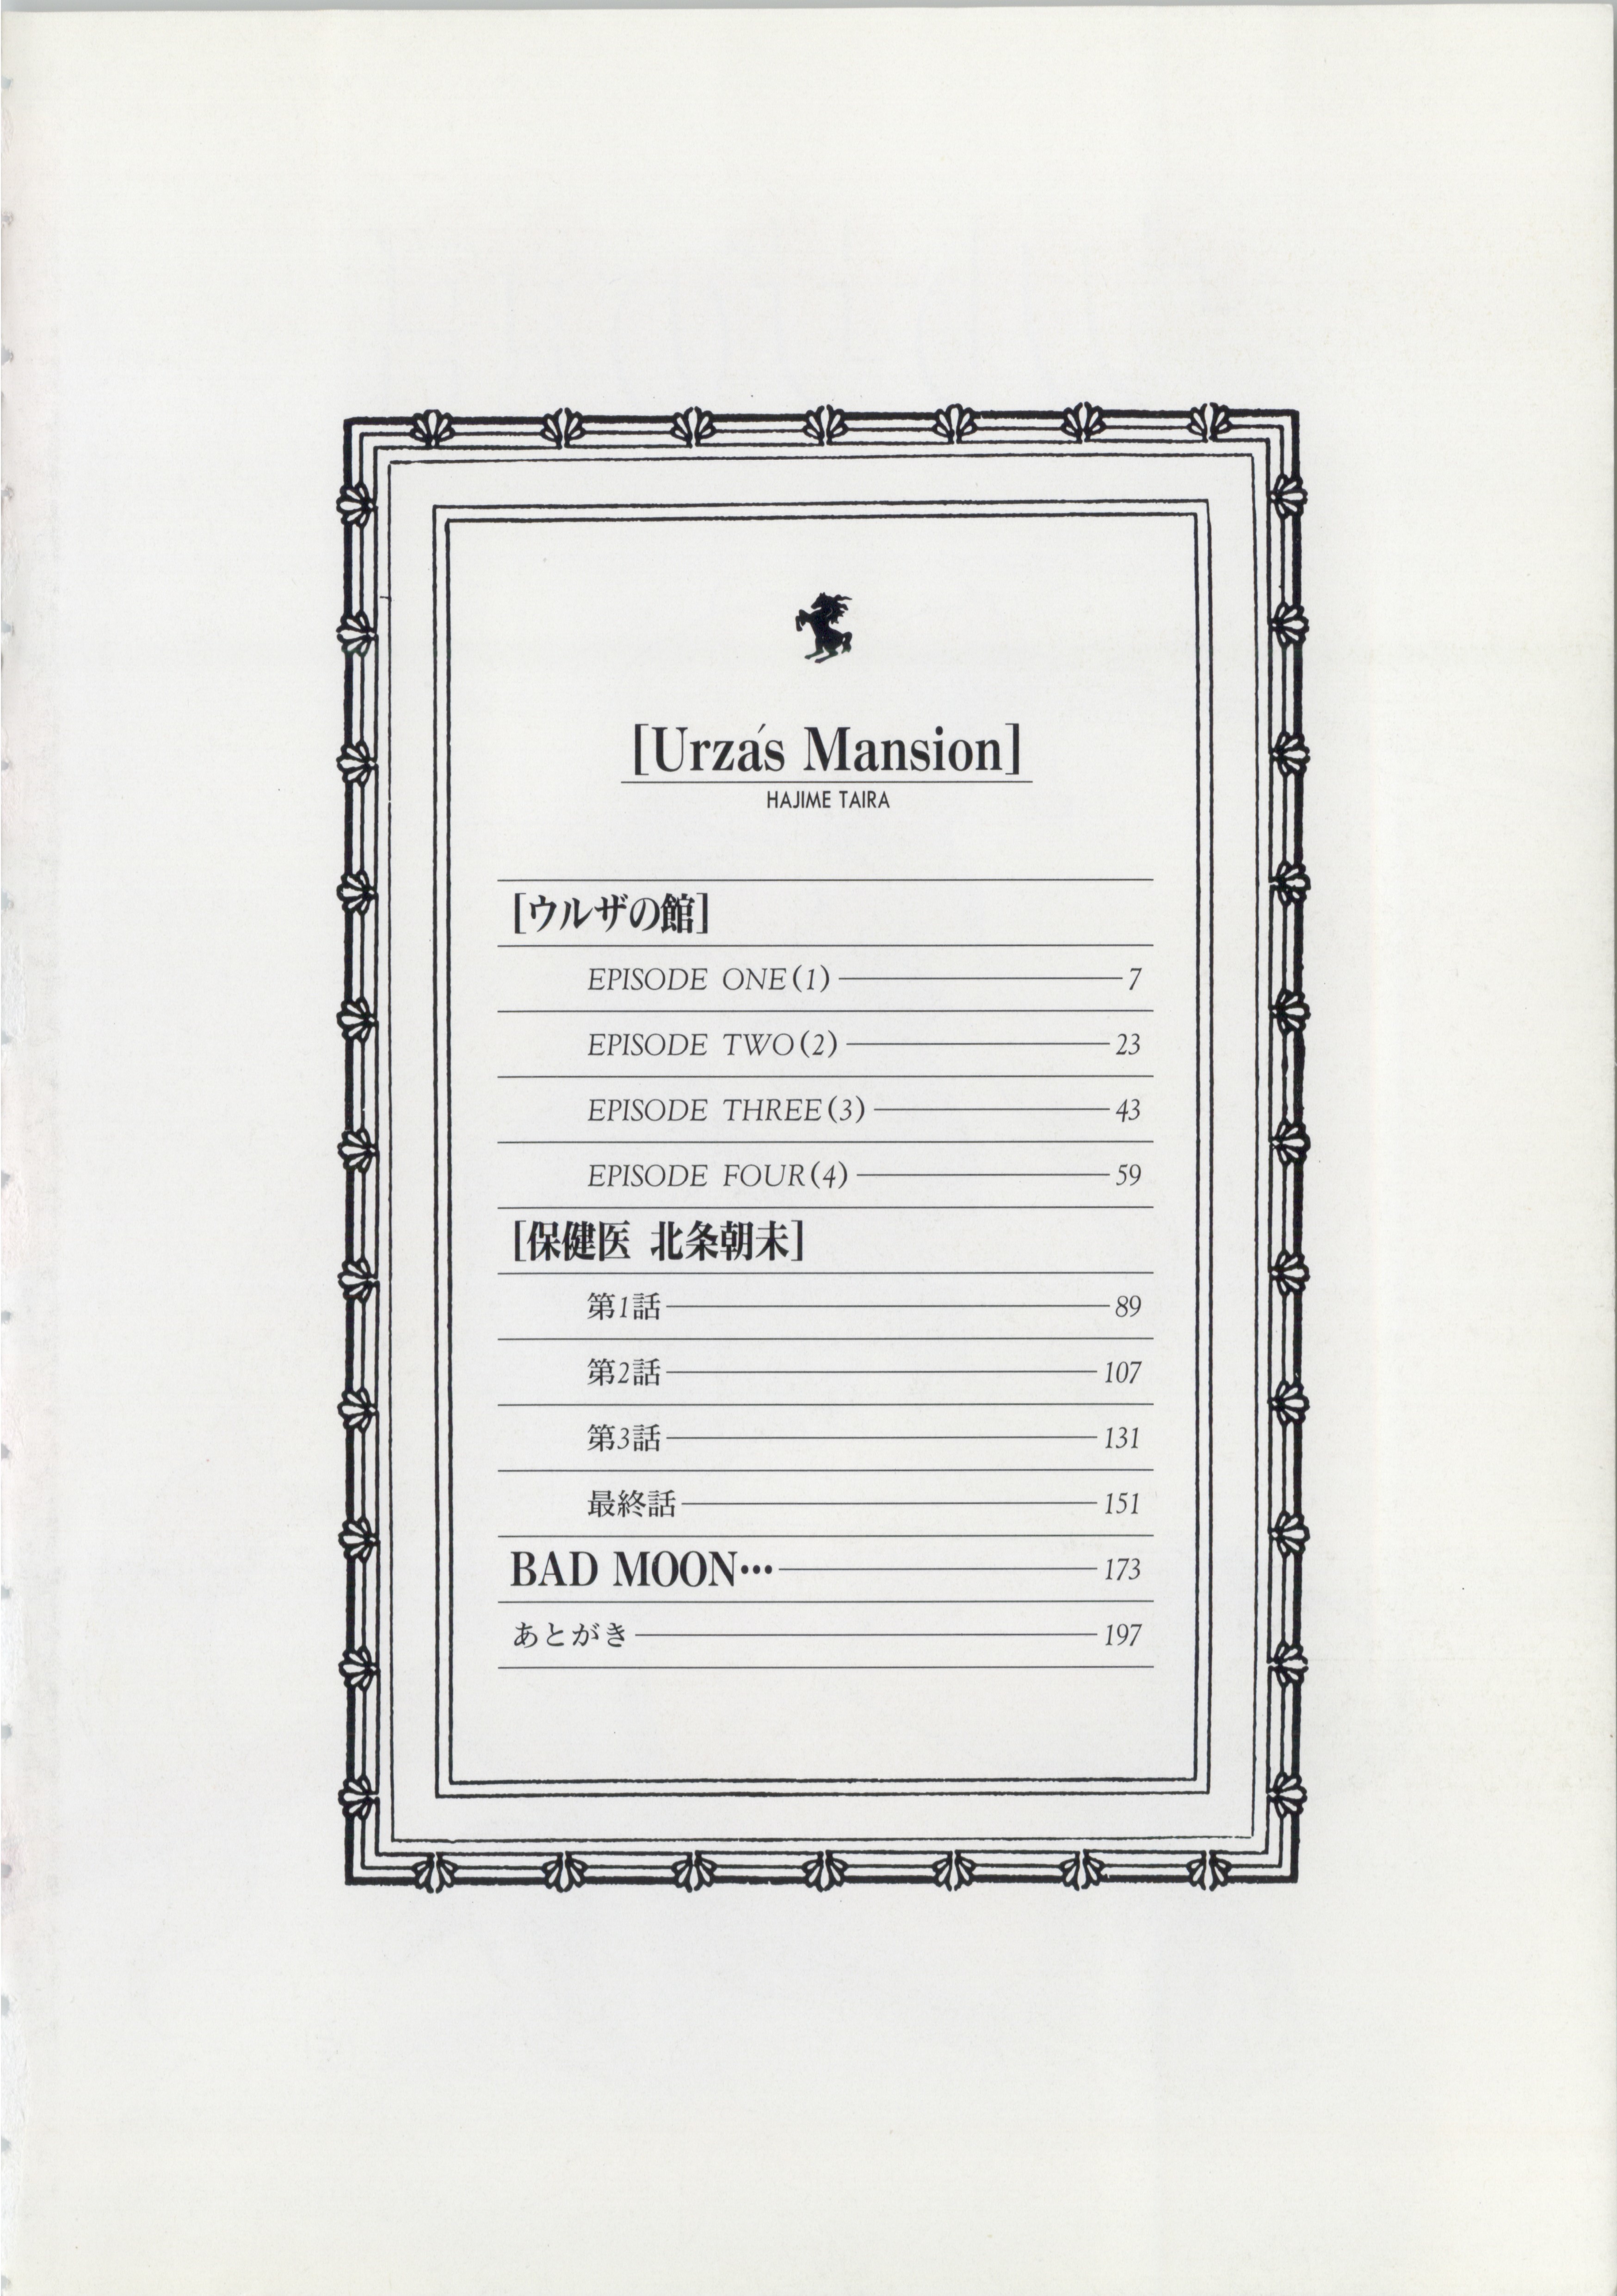 [Urza's Mansion]
HAJIME TAIRA
[ウルザの館]
EPISODE ONE(1) 7
EPISODE TWO(2) 23
EPISODE THREE(3) 43
EPISODE FOUR(4) 59
[保健医 北条朝未]
第1話 89
第2話 107
第3話 131
最終話 151
BAD MOON… 173
あとがき 197